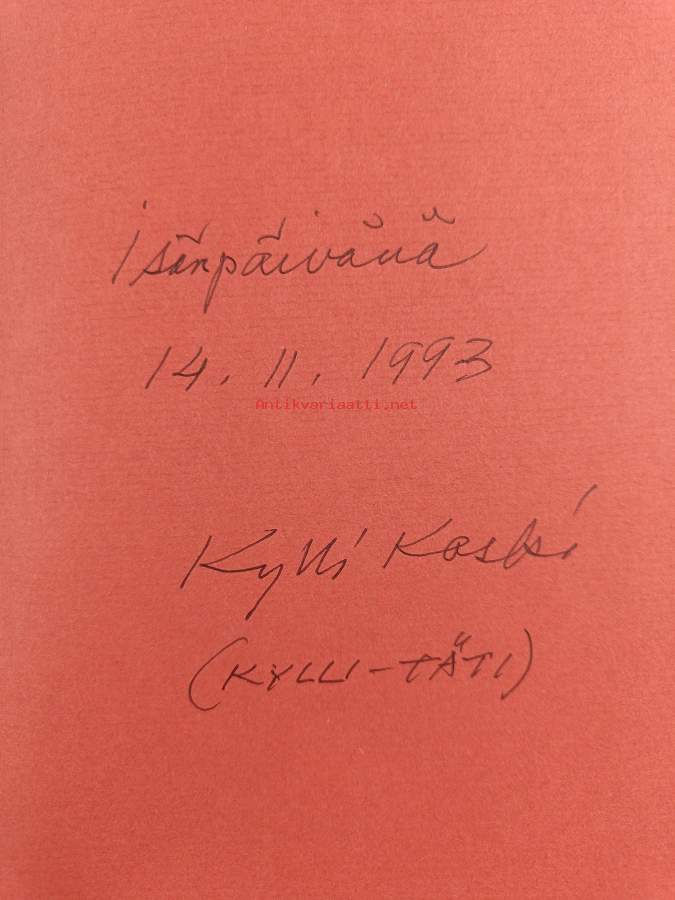 Isänpäivänä
14. 11. 1993
Antikvariaatti.net
Kylli Koski
(KYLLI-TÄTI)